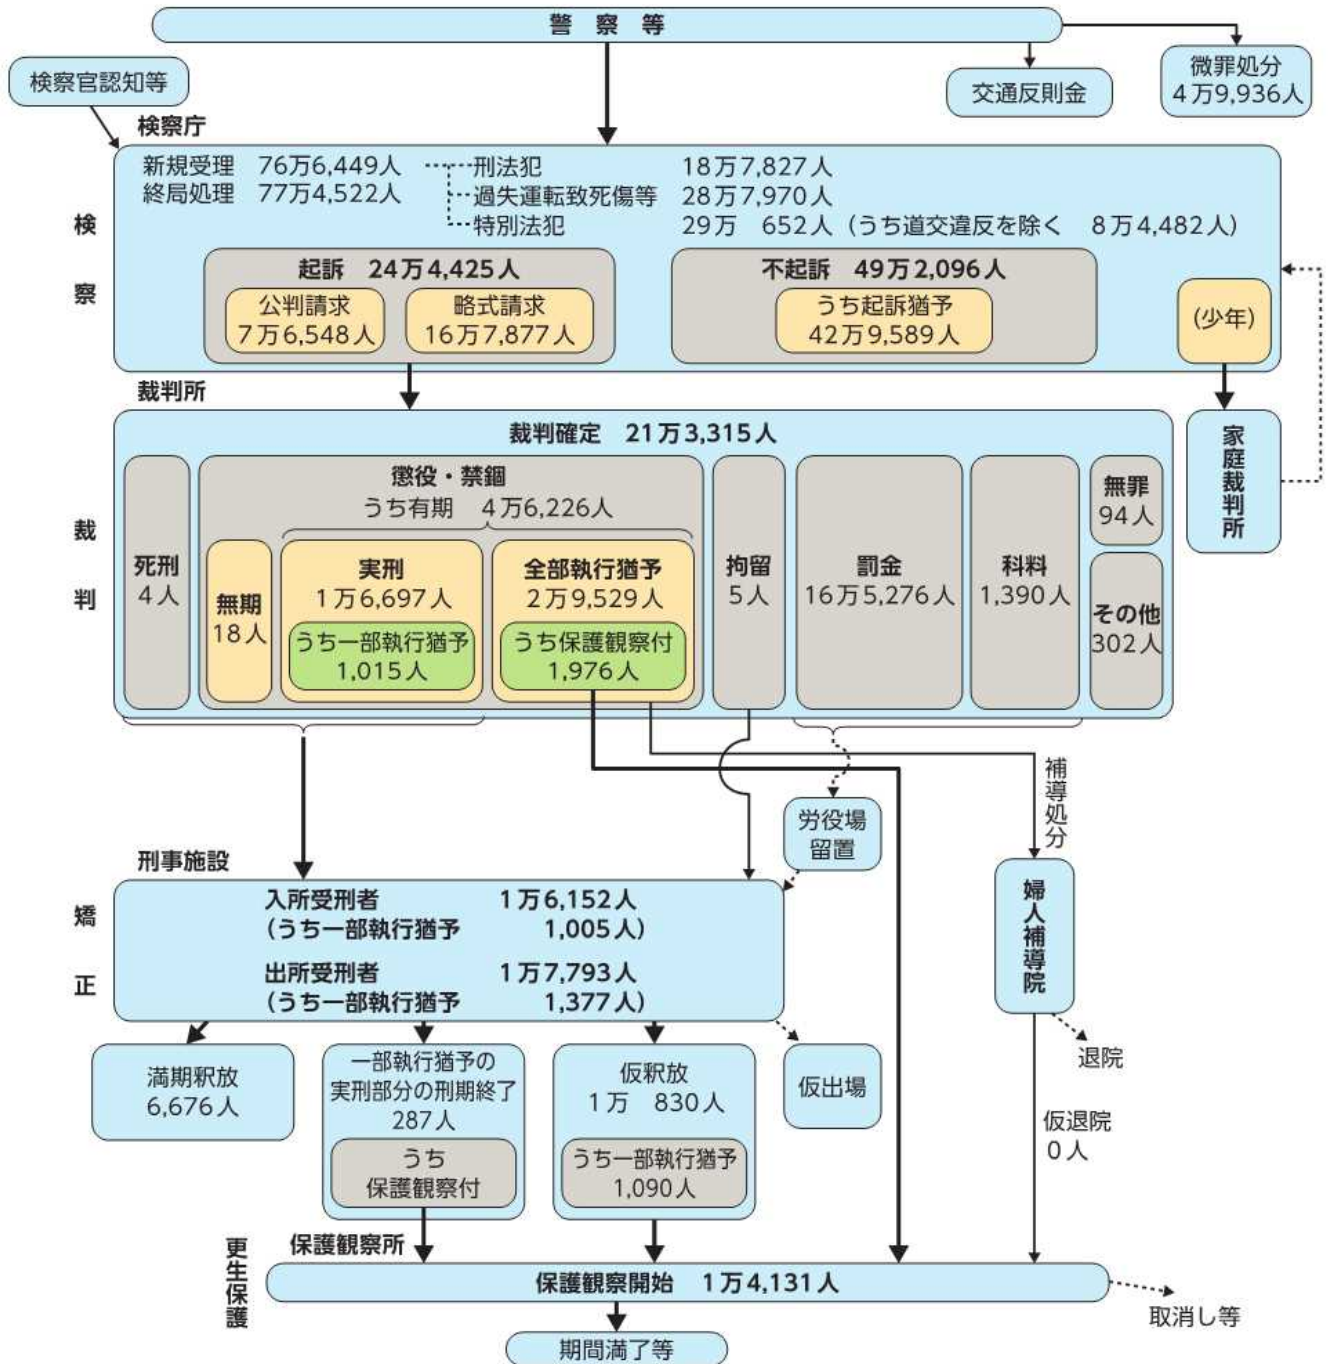 警察等
検察官認知等
交通反則金
微罪処分
4万9,936人
検察庁
検察
新規受理 76万6,449人
終局処理 77万4,522人
刑法犯 18万7,827人
過失運転致死傷等 28万7,970人
特別法犯 29万 652人（うち道交違反を除く 8万4,482人）
起訴 24万4,425人
公判請求
7万6,548人
略式請求
16万7,877人
不起訴 49万2,096人
うち起訴猶予
42万9,589人
(少年)
裁判所
裁判
裁判確定 21万3,315人
家庭裁判所
死刑
4人
懲役・禁錮
うち有期 4万6,226人
無期
18人
実刑
1万6,697人
うち一部執行猶予
1,015人
全部執行猶予
2万9,529人
うち保護観察付
1,976人
拘留
5人
罰金
16万5,276人
科料
1,390人
無罪
94人
その他
302人
労役場
留置
補導処分
婦人補導院
刑事施設
矯正
入所受刑者 1万6,152人
（うち一部執行猶予 1,005人）
出所受刑者 1万7,793人
（うち一部執行猶予 1,377人）
満期釈放
6,676人
一部執行猶予の
実刑部分の刑期終了
287人
うち
保護観察付
仮釈放
1万 830人
うち一部執行猶予
1,090人
仮出場
退院
仮退院
0人
更生保護
保護観察所
保護観察開始 1万4,131人
取消し等
期間満了等